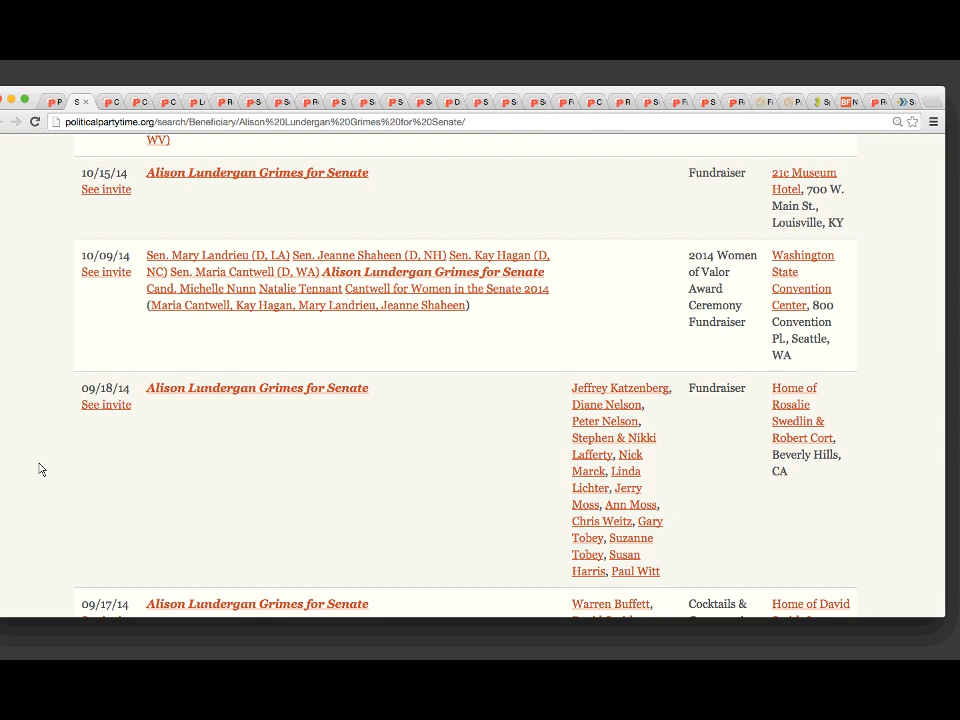 P S × C C C L R S S R S S S S D S S S F C R S F S R F P S BF N R S
politicalpartytime.org/search/Beneficiary/Alison%20Lundergan%20Grimes%20for%20Senate/
WV)
10/15/14 Alison Lundergan Grimes for Senate Fundraiser 21c Museum
See invite Hotel, 700 W.
Main St.,
Louisville, KY
10/09/14 Sen. Mary Landrieu (D, LA) Sen. Jeanne Shaheen (D, NH) Sen. Kay Hagan (D, 2014 Women Washington
See invite NC) Sen. Maria Cantwell (D, WA) Alison Lundergan Grimes for Senate of Valor State
Cand. Michelle Nunn Natalie Tennant Cantwell for Women in the Senate 2014 Award Convention
(Maria Cantwell, Kay Hagan, Mary Landrieu, Jeanne Shaheen) Ceremony Center, 800
Fundraiser Convention
Pl., Seattle,
WA
09/18/14 Alison Lundergan Grimes for Senate Jeffrey Katzenberg, Fundraiser Home of
See invite Diane Nelson, Rosalie
Peter Nelson, Swedlin &
Stephen & Nikki Robert Cort,
Lafferty, Nick Beverly Hills,
Marck, Linda CA
Lichter, Jerry
Moss, Ann Moss,
Chris Weitz, Gary
Tobey, Suzanne
Tobey, Susan
Harris, Paul Witt
09/17/14 Alison Lundergan Grimes for Senate Warren Buffett, Cocktails & Home of David